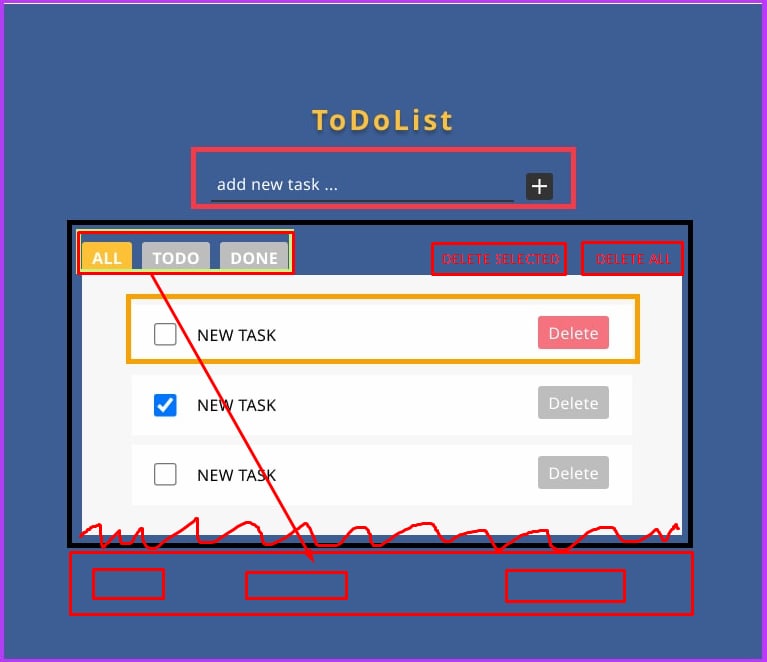 ToDoList
add new task ...
+
ALL TODO DONE DELETE SELECTED DELETE ALL
NEW TASK Delete
NEW TASK Delete
NEW TASK Delete